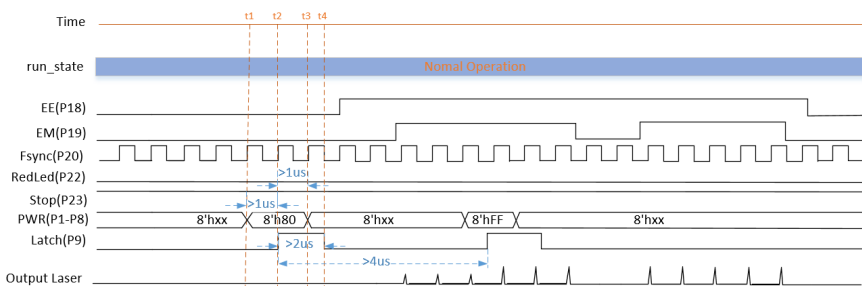 t1 t2 t3 t4
Time
run_state Nomal Operation
EE(P18)
EM(P19)
Fsync(P20)
>1us
RedLed(P22)
Stop(P23)
>1us
PWR(P1-P8) 8'hxx 8'h80 8'hxx 8'hFF 8'hxx
Latch(P9)
>2us
>4us
Output Laser